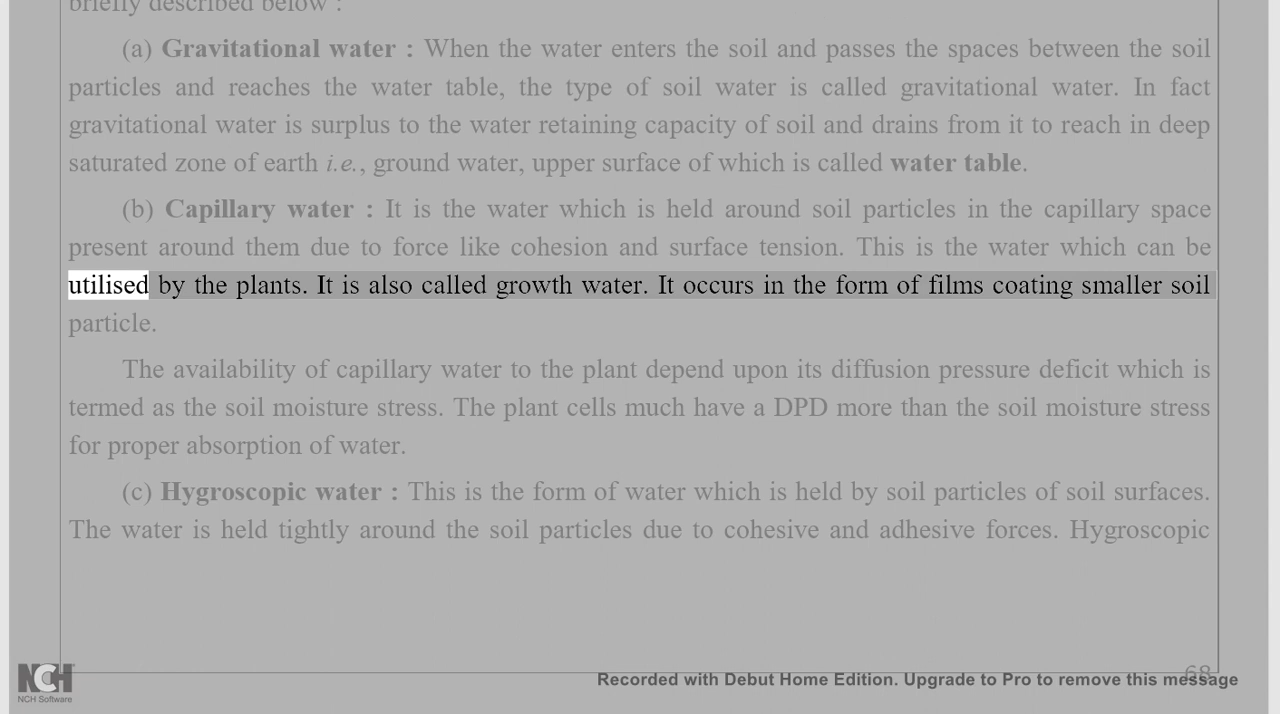 briefly described below :
(a) Gravitational water : When the water enters the soil and passes the spaces between the soil
particles and reaches the water table, the type of soil water is called gravitational water. In fact
gravitational water is surplus to the water retaining capacity of soil and drains from it to reach in deep
saturated zone of earth i.e., ground water, upper surface of which is called water table.
(b) Capillary water : It is the water which is held around soil particles in the capillary space
present around them due to force like cohesion and surface tension. This is the water which can be
utilised by the plants. It is also called growth water. It occurs in the form of films coating smaller soil
particle.
The availability of capillary water to the plant depend upon its diffusion pressure deficit which is
termed as the soil moisture stress. The plant cells much have a DPD more than the soil moisture stress
for proper absorption of water.
(c) Hygroscopic water : This is the form of water which is held by soil particles of soil surfaces.
The water is held tightly around the soil particles due to cohesive and adhesive forces. Hygroscopic
68
NCH
NCH Software
Recorded with Debut Home Edition. Upgrade to Pro to remove this message